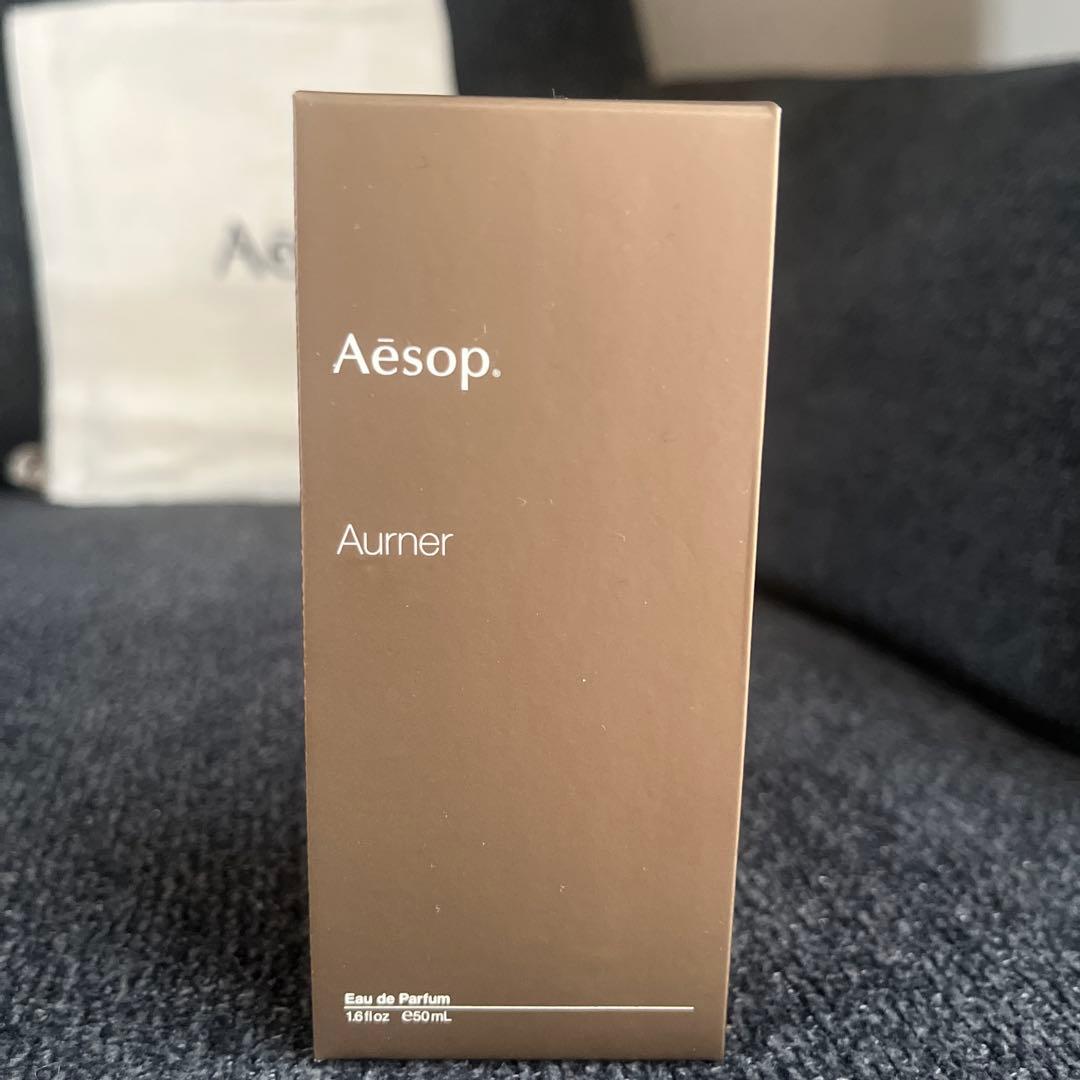 Aēsop.®
Aurner
Eau de Parfum
1.6 fl oz ℮50 mL